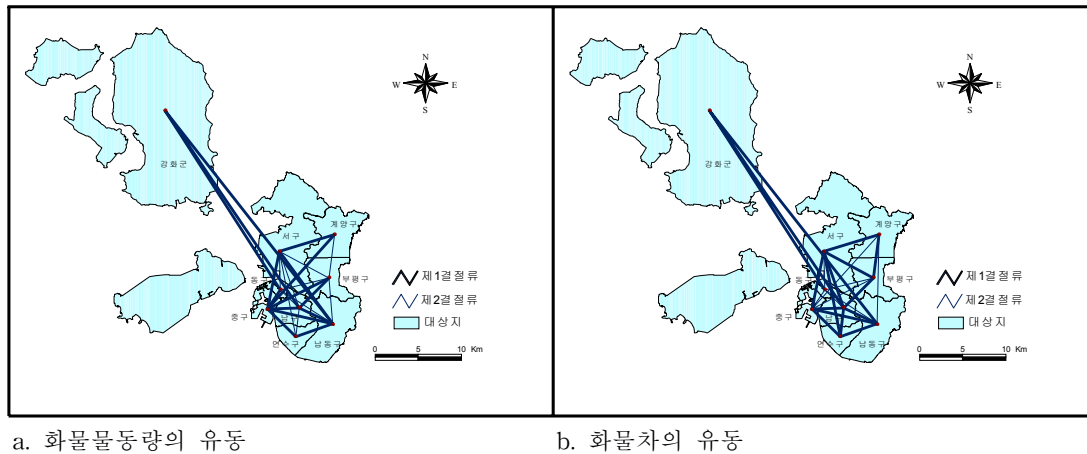 N
W
E
S
강화군
계양구
서구
부평구
동구
중구
남구
연수구
남동구
제1결절류
제2결절류
대상지
0 5 10 Km
N
W
E
S
강화군
계양구
서구
부평구
중구
연수구
남동구
제1결절류
제2결절류
대상지
0 5 10 Km
a. 화물물동량의 유동
b. 화물차의 유동